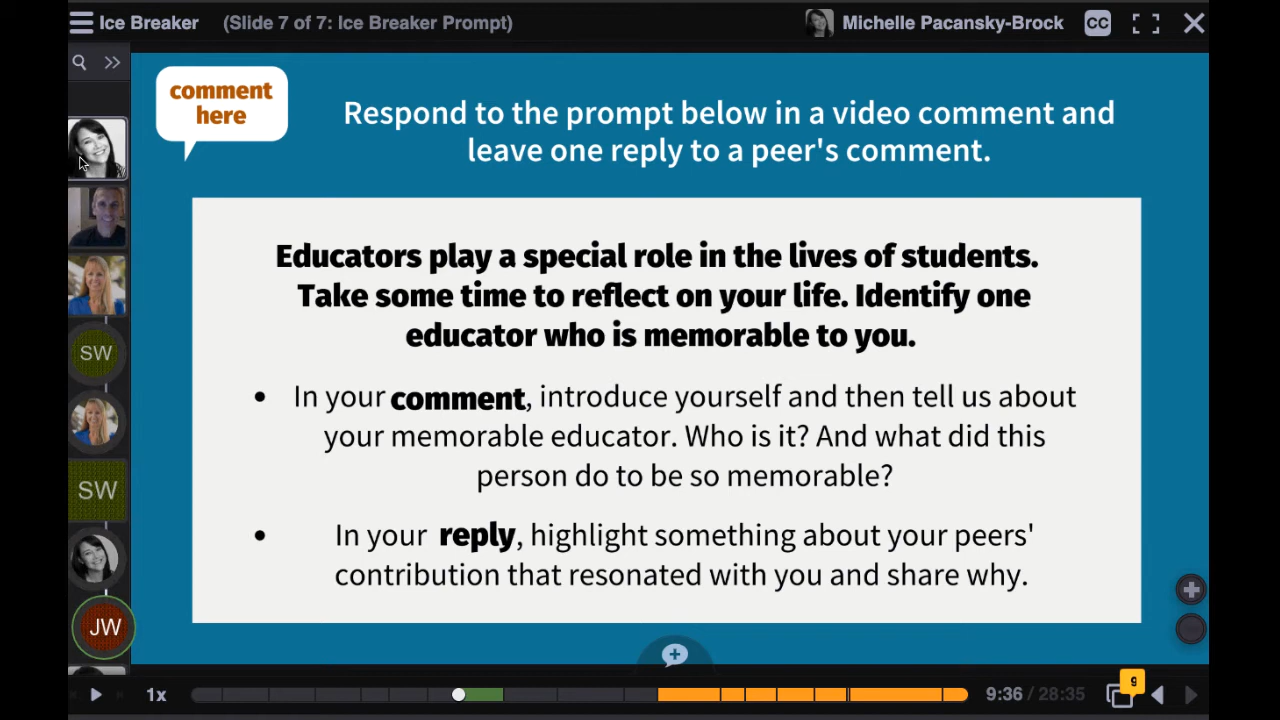 Ice Breaker (Slide 7 of 7: Ice Breaker Prompt) Michelle Pacansky-Brock CC
comment
here
Respond to the prompt below in a video comment and
leave one reply to a peer's comment.
Educators play a special role in the lives of students.
Take some time to reflect on your life. Identify one
educator who is memorable to you.
• In your comment, introduce yourself and then tell us about
your memorable educator. Who is it? And what did this
person do to be so memorable?
• In your reply, highlight something about your peers'
contribution that resonated with you and share why.
SW
SW
JW
1x 9:36 / 28:35 9